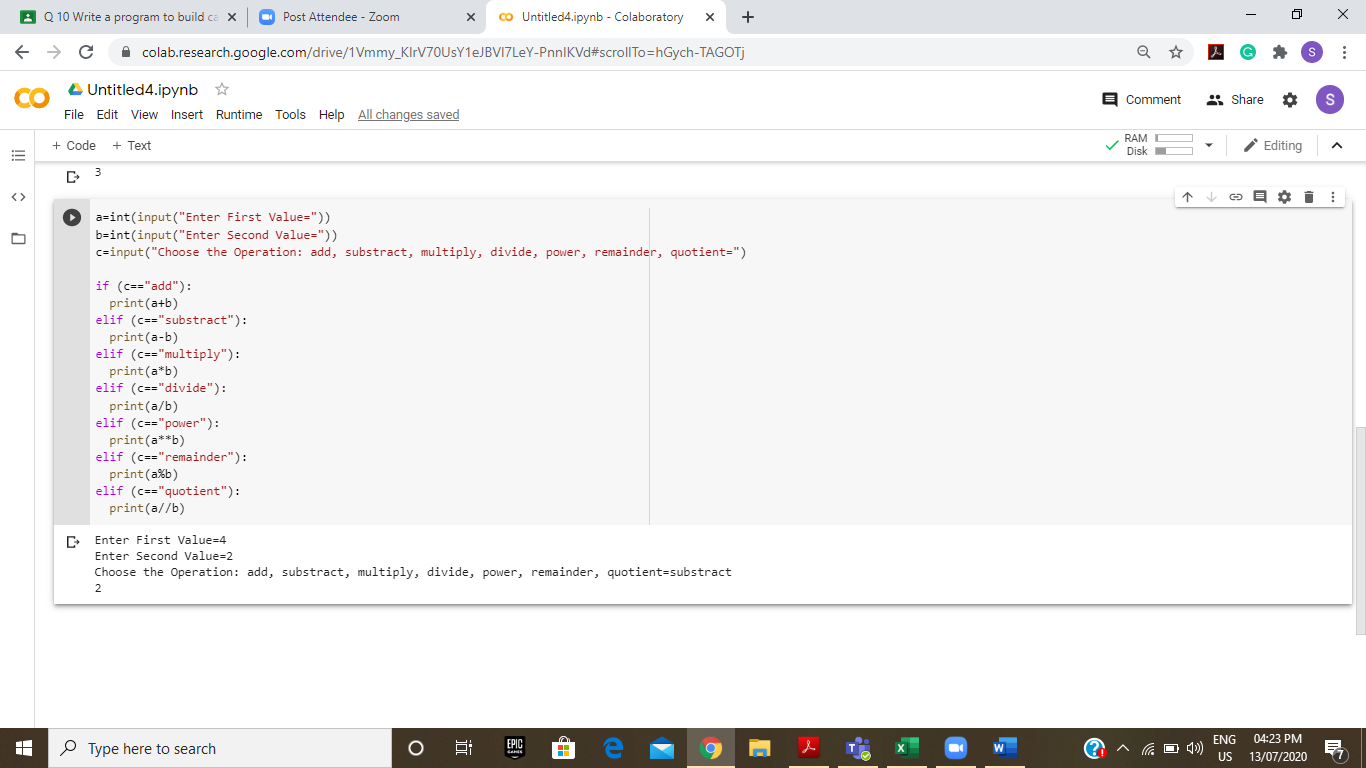 Q 10 Write a program to build ca
Post Attendee - Zoom
Untitled4.ipynb - Colaboratory
colab.research.google.com/drive/1Vmmy_KlrV70UsY1eJBVI7LeY-PnnIKVd#scrollTo=hGych-TAGOTj
S
CO Untitled4.ipynb
File Edit View Insert Runtime Tools Help All changes saved
Comment Share S
+ Code + Text
RAM
Disk
Editing
3
a=int(input("Enter First Value="))
b=int(input("Enter Second Value="))
c=input("Choose the Operation: add, substract, multiply, divide, power, remainder, quotient=")
if (c=="add"):
print(a+b)
elif (c=="substract"):
print(a-b)
elif (c=="multiply"):
print(a*b)
elif (c=="divide"):
print(a/b)
elif (c=="power"):
print(a**b)
elif (c=="remainder"):
print(a%b)
elif (c=="quotient"):
print(a//b)
Enter First Value=4
Enter Second Value=2
Choose the Operation: add, substract, multiply, divide, power, remainder, quotient=substract
2
Type here to search
EPIC
GAMES
ENG
US
04:23 PM
13/07/2020
7